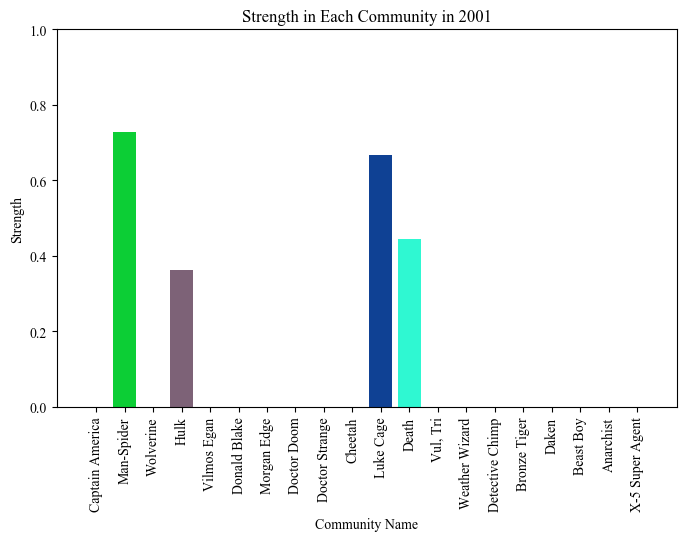 Strength in Each Community in 2001
1.0
0.8
0.6
0.4
0.2
0.0
Strength
Captain America
Man-Spider
Wolverine
Hulk
Vilmos Egan
Donald Blake
Morgan Edge
Doctor Doom
Doctor Strange
Cheetah
Luke Cage
Death
Vul, Tri
Weather Wizard
Detective Chimp
Bronze Tiger
Daken
Beast Boy
Anarchist
X-5 Super Agent
Community Name